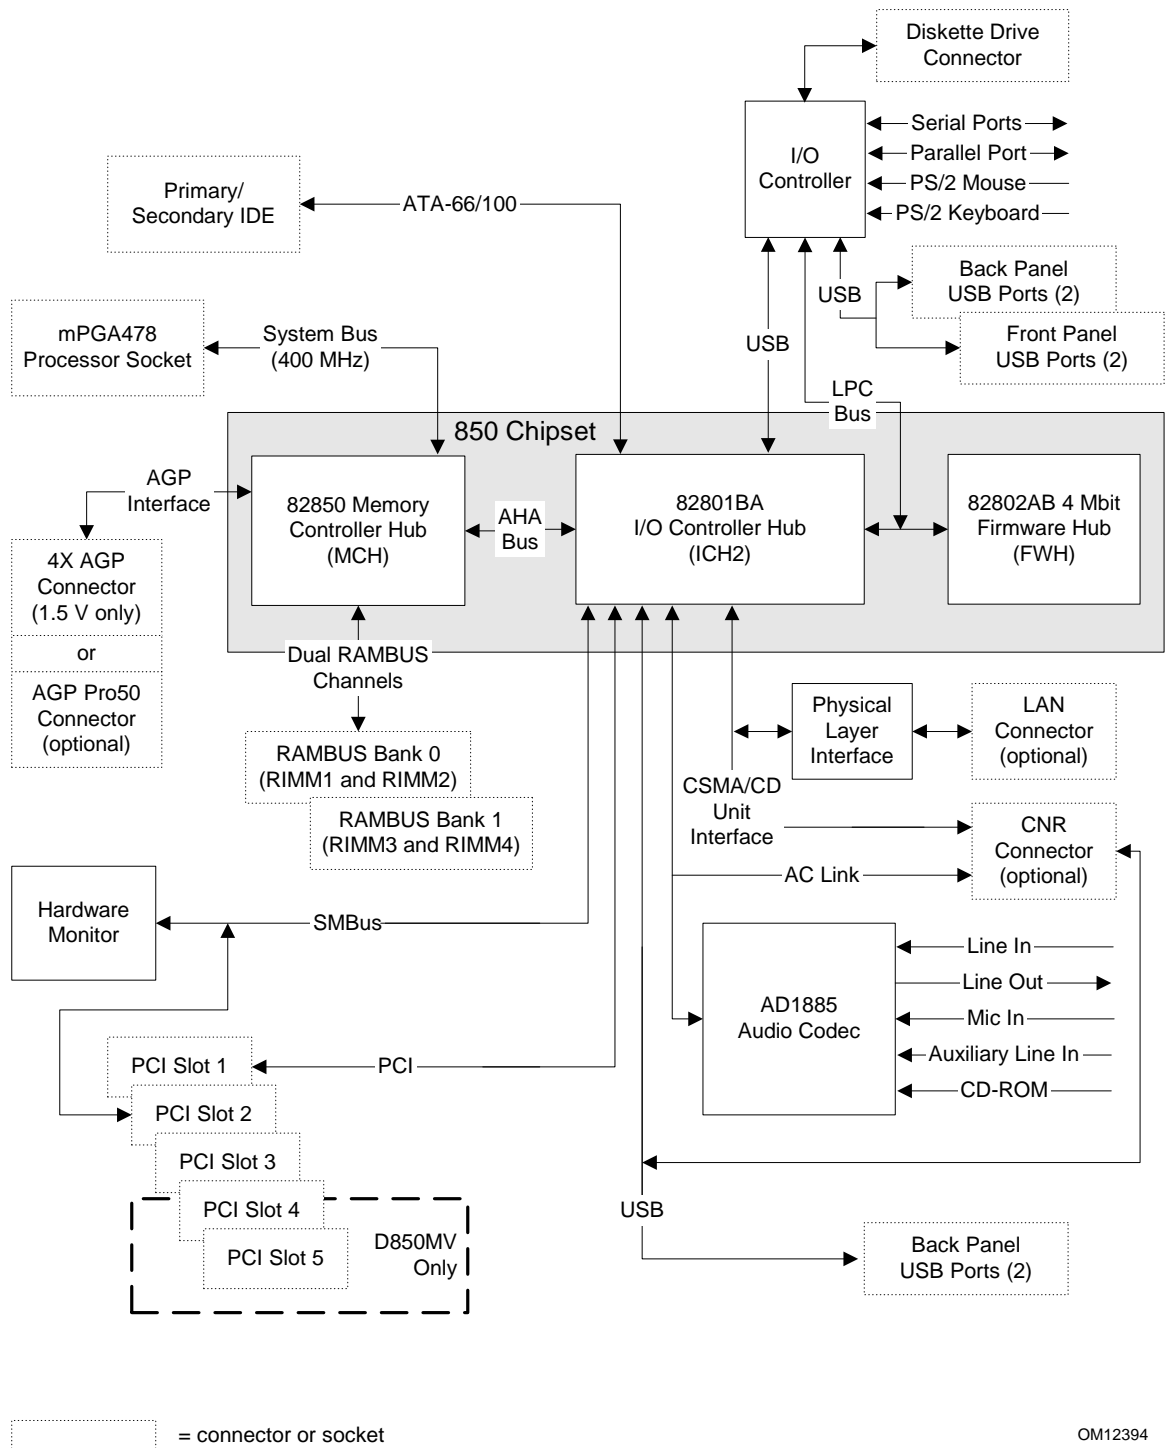 Diskette Drive
Connector
I/O
Controller
Serial Ports
Parallel Port
PS/2 Mouse
PS/2 Keyboard
Primary/
Secondary IDE
ATA-66/100
Back Panel
USB Ports (2)
USB
Front Panel
USB Ports (2)
mPGA478
Processor Socket
System Bus
(400 MHz)
USB
LPC
Bus
850 Chipset
AGP
Interface
82850 Memory
Controller Hub
(MCH)
AHA
Bus
82801BA
I/O Controller Hub
(ICH2)
82802AB 4 Mbit
Firmware Hub
(FWH)
4X AGP
Connector
(1.5 V only)
or
AGP Pro50
Connector
(optional)
Dual RAMBUS
Channels
RAMBUS Bank 0
(RIMM1 and RIMM2)
RAMBUS Bank 1
(RIMM3 and RIMM4)
Physical
Layer
Interface
LAN
Connector
(optional)
CSMA/CD
Unit
Interface
CNR
Connector
(optional)
AC Link
Hardware
Monitor
SMBus
AD1885
Audio Codec
Line In
Line Out
Mic In
Auxiliary Line In
CD-ROM
PCI Slot 1
PCI
PCI Slot 2
PCI Slot 3
PCI Slot 4
PCI Slot 5
D850MV
Only
USB
Back Panel
USB Ports (2)
= connector or socket
OM12394